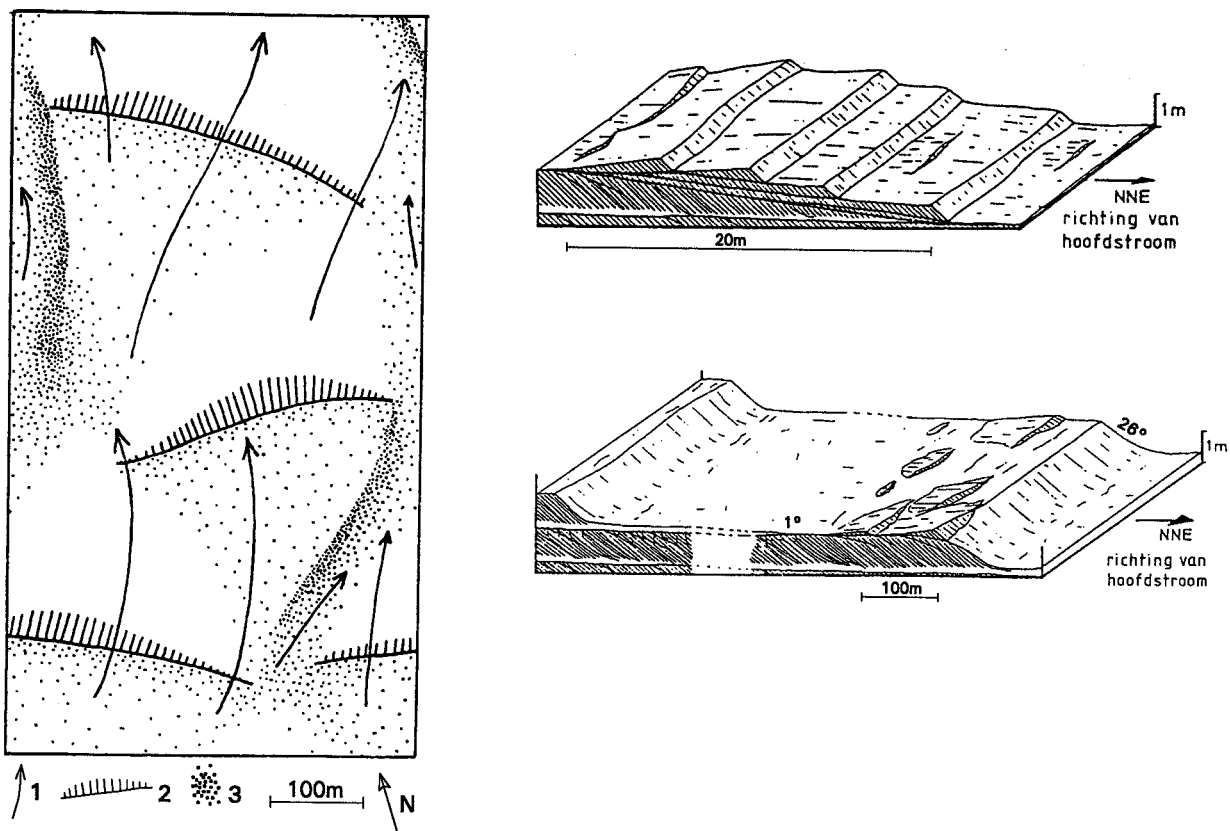 1 2 3 100m N
1m
NNE
richting van
hoofdstroom
20m
26°
1m
1°
NNE
richting van
hoofdstroom
100m